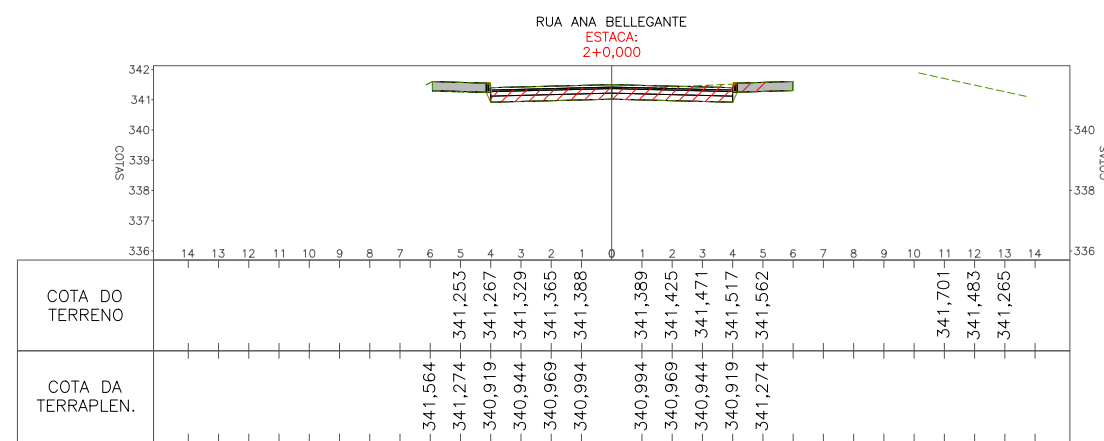 RUA ANA BELLEGANTE
ESTACA:
2+0,000
342
341
340
339
338
337
336
COTAS
340
338
336
COTAS
14 13 12 11 10 9 8 7 6 5 4 3 2 1 0 1 2 3 4 5 6 7 8 9 10 11 12 13 14
COTA DO
TERRENO
341,253 341,267 341,329 341,365 341,388 341,389 341,425 341,471 341,517 341,562 341,701 341,483 341,265
COTA DA
TERRAPLEN.
341,564 341,274 340,919 340,944 340,969 340,994 340,994 340,969 340,944 340,919 341,274